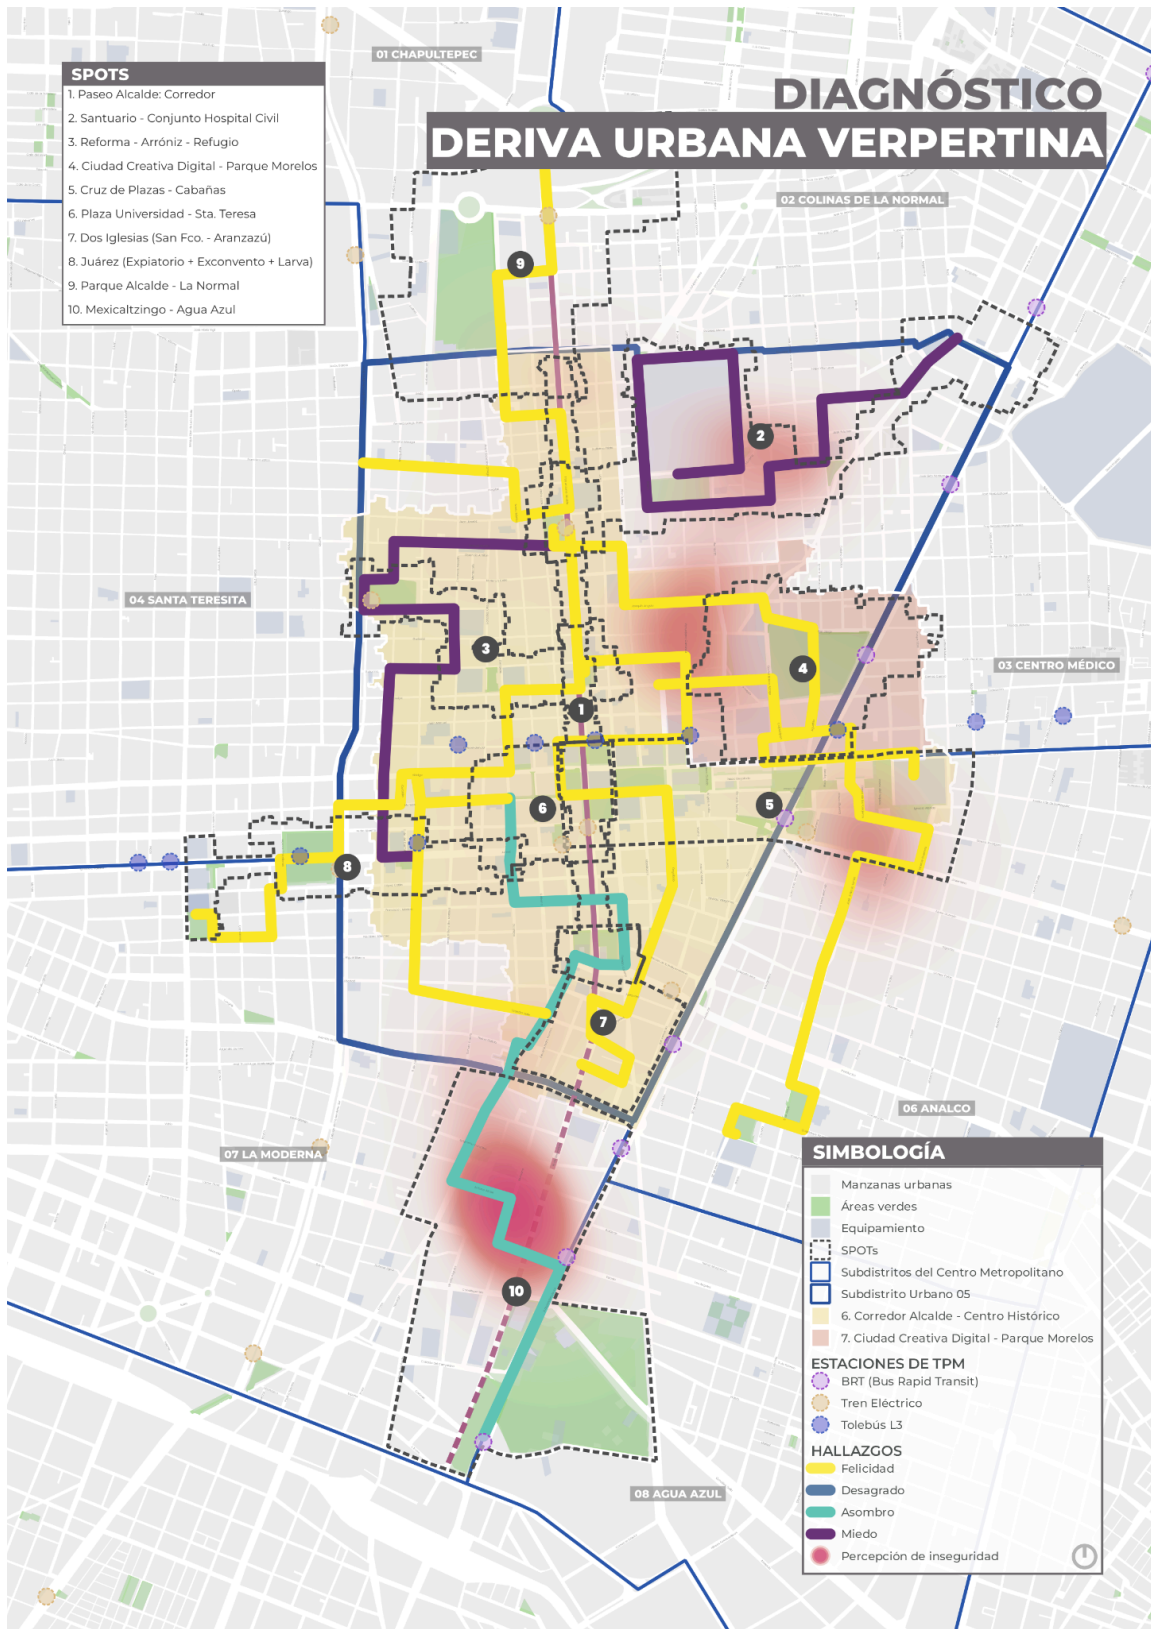 01 CHAPULTEPEC
SPOTS
1. Paseo Alcalde: Corredor
2. Santuario - Conjunto Hospital Civil
3. Reforma - Arróniz - Refugio
4. Ciudad Creativa Digital - Parque Morelos
5. Cruz de Plazas - Cabañas
6. Plaza Universidad - Sta. Teresa
7. Dos Iglesias (San Fco. - Aranzazú)
8. Juárez (Expiatorio + Exconvento + Larva)
9. Parque Alcalde - La Normal
10. Mexicaltzingo - Agua Azul
DIAGNÓSTICO
DERIVA URBANA VERPERTINA
02 COLINAS DE LA NORMAL
9
2
04 SANTA TERESITA
3
4
03 CENTRO MÉDICO
1
6
5
8
7
06 ANALCO
07 LA MODERNA
10
08 AGUA AZUL
SIMBOLOGÍA
Manzanas urbanas
Áreas verdes
Equipamiento
SPOTs
Subdistritos del Centro Metropolitano
Subdistrito Urbano 05
6. Corredor Alcalde - Centro Histórico
7. Ciudad Creativa Digital - Parque Morelos
ESTACIONES DE TPM
BRT (Bus Rapid Transit)
Tren Eléctrico
Tolebús L3
HALLAZGOS
Felicidad
Desagrado
Asombro
Miedo
Percepción de inseguridad